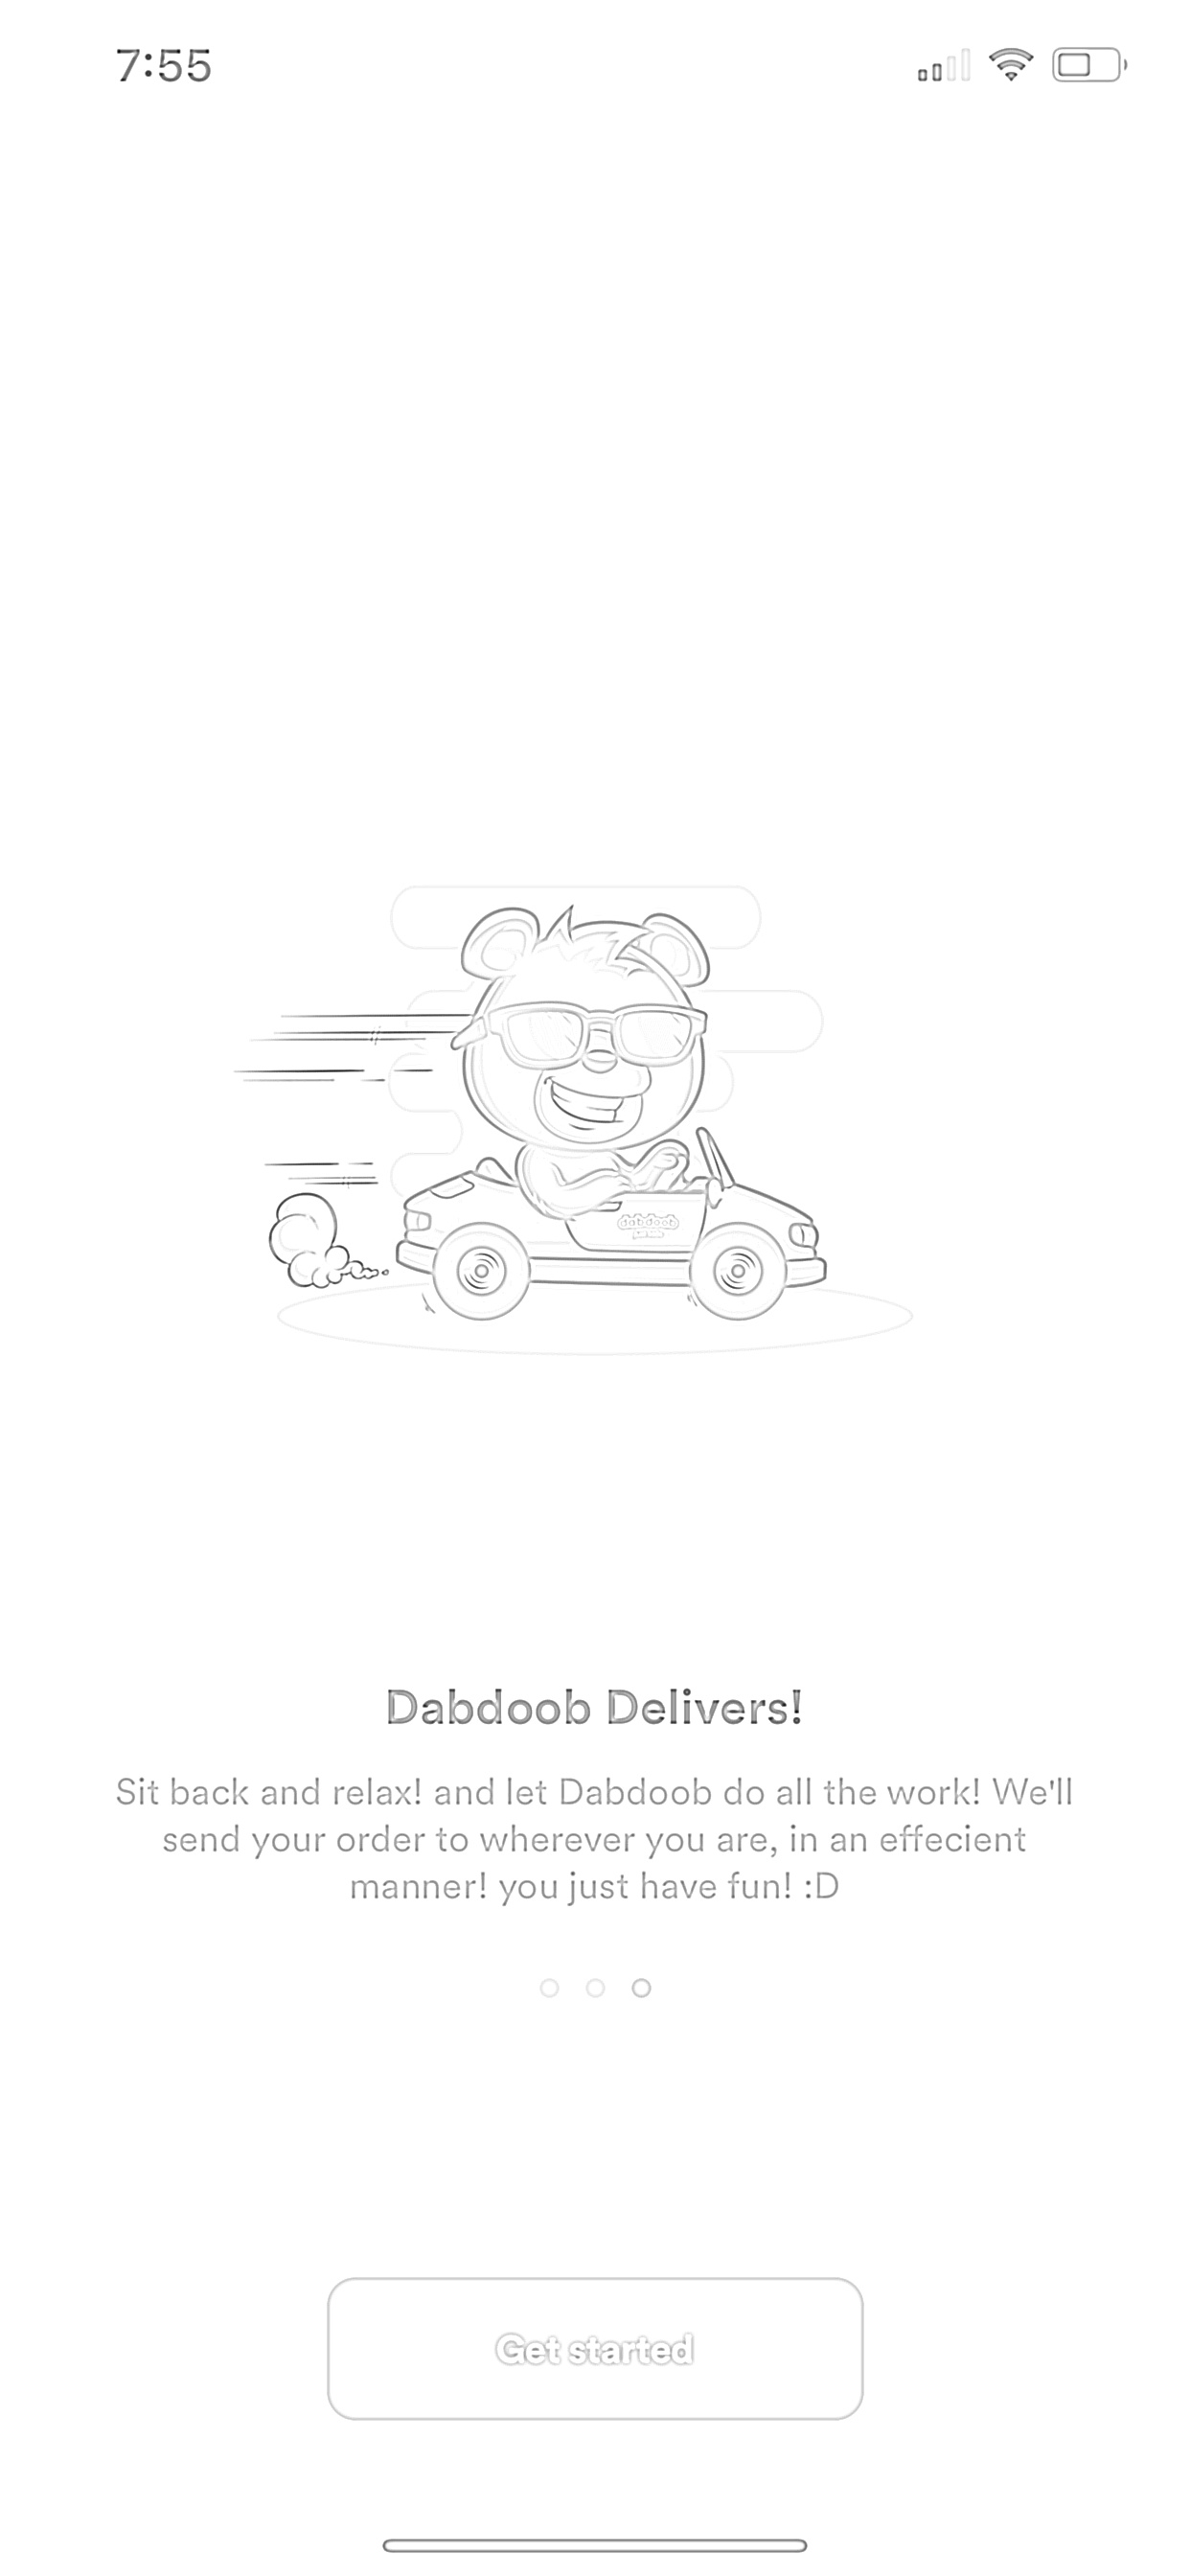 7:55
dabdoob
Dabdoob Delivers!
Sit back and relax! and let Dabdoob do all the work! We'll
send your order to wherever you are, in an effecient
manner! you just have fun! :D
Get started